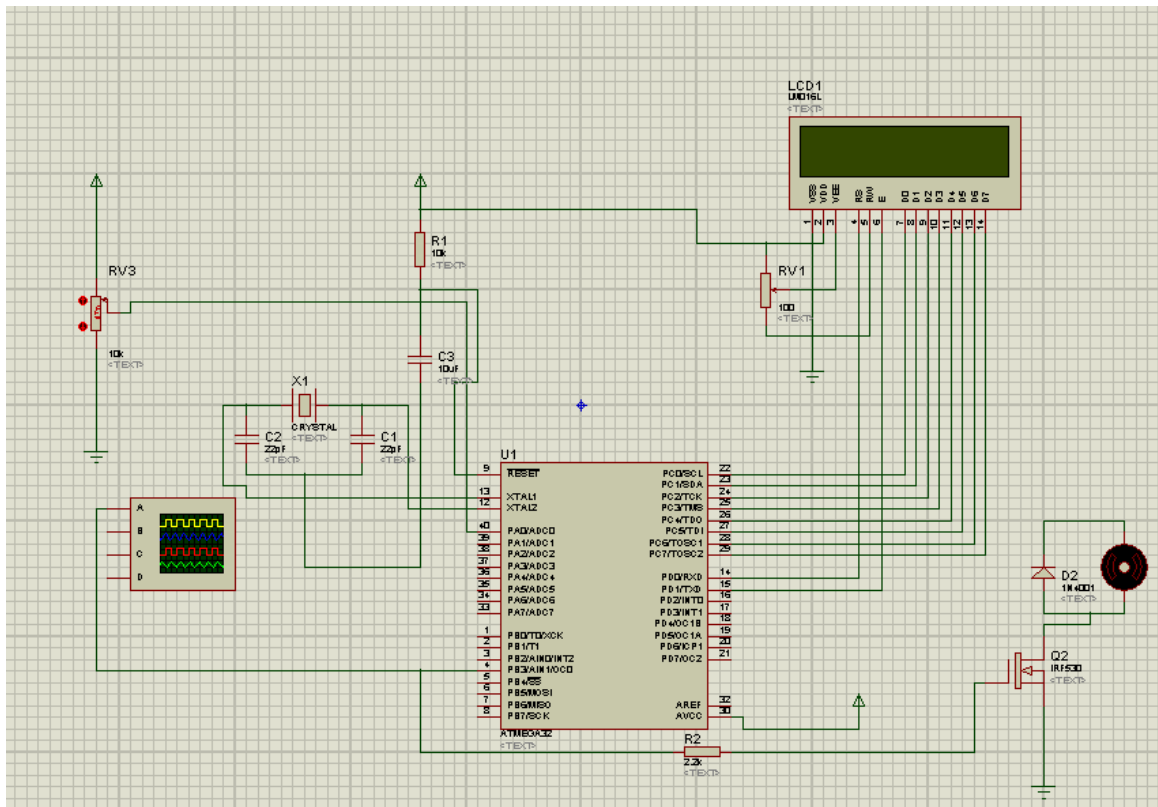 LCD1
LM016L
<TEXT>
VSS
VDD
VEE
RS
RW
E
D0
D1
D2
D3
D4
D5
D6
D7
1
2
3
4
5
6
7
8
9
10
11
12
13
14
R1
10k
<TEXT>
RV3
10k
<TEXT>
RV1
100
<TEXT>
C3
10uF
<TEXT>
X1
CRYSTAL
<TEXT>
C2
22pF
<TEXT>
C1
22pF
<TEXT>
A
B
C
D
U1
9 RESET
13 XTAL1
12 XTAL2
40 PA0/ADC0
39 PA1/ADC1
38 PA2/ADC2
37 PA3/ADC3
36 PA4/ADC4
35 PA5/ADC5
34 PA6/ADC6
33 PA7/ADC7
1 PB0/T0/XCK
2 PB1/T1
3 PB2/AIN0/INT2
4 PB3/AIN1/OC0
5 PB4/SS
6 PB5/MOSI
7 PB6/MISO
8 PB7/SCK
PC0/SCL 22
PC1/SDA 23
PC2/TCK 24
PC3/TMS 25
PC4/TDO 26
PC5/TDI 27
PC6/TOSC1 28
PC7/TOSC2 29
PD0/RXD 14
PD1/TXD 15
PD2/INT0 16
PD3/INT1 17
PD4/OC1B 18
PD5/OC1A 19
PD6/ICP1 20
PD7/OC2 21
AREF 32
AVCC 30
ATMEGA32
<TEXT>
R2
2.2k
<TEXT>
D2
1N4001
<TEXT>
Q2
IRF530
<TEXT>